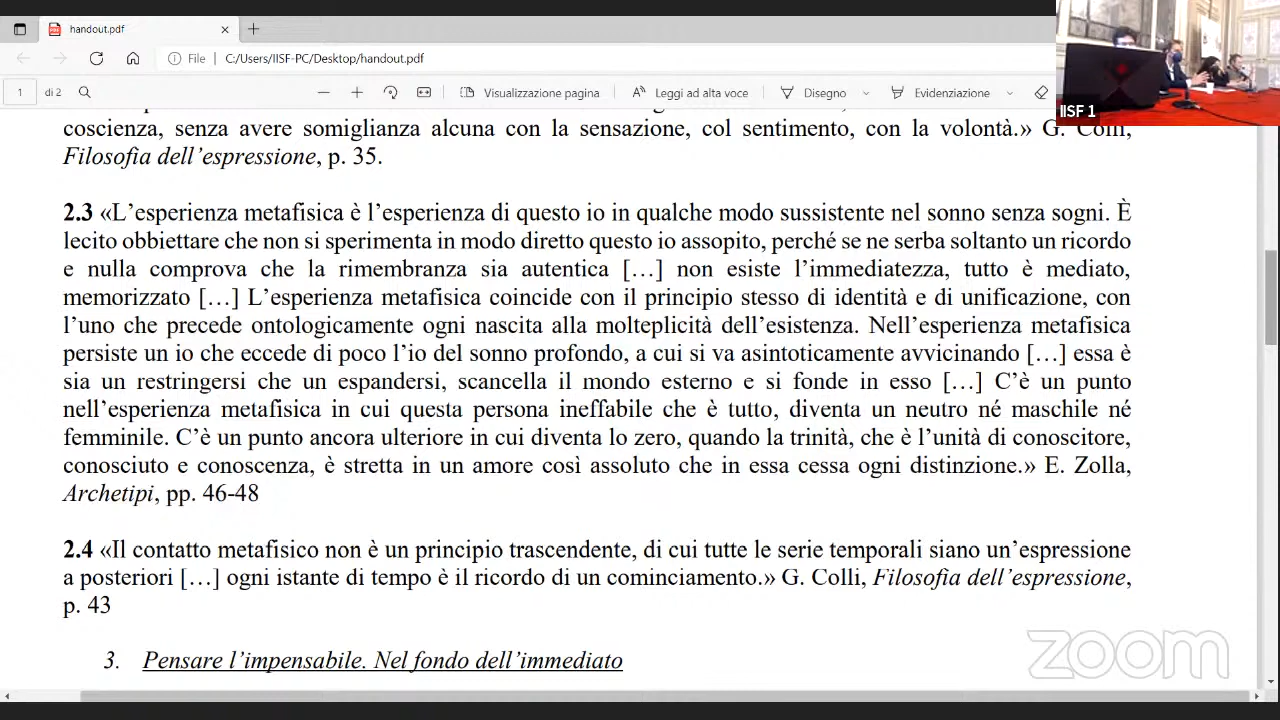 handout.pdf
File
C:/Users/IISF-PC/Desktop/handout.pdf
1 di 2
Visualizzazione pagina
Leggi ad alta voce
Disegno
Evidenziazione
IISF 1
coscienza, senza avere somiglianza alcuna con la sensazione, col sentimento, con la volontà.» G. Colli,
Filosofia dell’espressione, p. 35.
2.3 «L’esperienza metafisica è l’esperienza di questo io in qualche modo sussistente nel sonno senza sogni. È
lecito obbiettare che non si sperimenta in modo diretto questo io assopito, perché se ne serba soltanto un ricordo
e nulla comprova che la rimembranza sia autentica […] non esiste l’immediatezza, tutto è mediato,
memorizzato […] L’esperienza metafisica coincide con il principio stesso di identità e di unificazione, con
l’uno che precede ontologicamente ogni nascita alla molteplicità dell’esistenza. Nell’esperienza metafisica
persiste un io che eccede di poco l’io del sonno profondo, a cui si va asintoticamente avvicinando […] essa è
sia un restringersi che un espandersi, scancella il mondo esterno e si fonde in esso […] C’è un punto
nell’esperienza metafisica in cui questa persona ineffabile che è tutto, diventa un neutro né maschile né
femminile. C’è un punto ancora ulteriore in cui diventa lo zero, quando la trinità, che è l’unità di conoscitore,
conosciuto e conoscenza, è stretta in un amore così assoluto che in essa cessa ogni distinzione.» E. Zolla,
Archetipi, pp. 46-48
2.4 «Il contatto metafisico non è un principio trascendente, di cui tutte le serie temporali siano un’espressione
a posteriori […] ogni istante di tempo è il ricordo di un cominciamento.» G. Colli, Filosofia dell’espressione,
p. 43
3. Pensare l’impensabile. Nel fondo dell’immediato
zoom